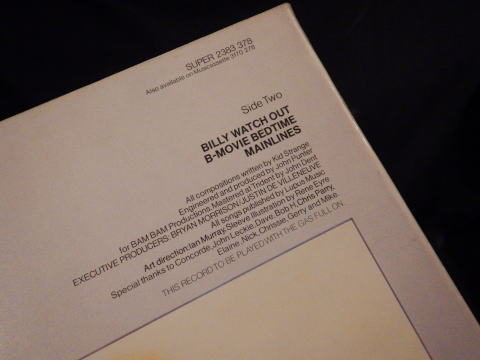 SUPER 2383 378
Also available on Musicassette 3170 278
Side Two
BILLY WATCH OUT
B-MOVIE BEDTIME
MAINLINES
All compositions written by Kid Strange
Engineered and produced by John Punter
for BAM BAM Productions. Mastered at Trident by John Dent
EXECUTIVE PRODUCERS: BRYAN MORRISON/JUSTIN DE VILLENEUVE
All songs published by Lupus Music
Art direction: Ian Murray. Sleeve illustration by Rene Eyre
Special thanks to Concorde, John Leckie, Dave, Bob H, Chris Parry,
Elaine, Nick, Chrissie, Gerry and Mike.
THIS RECORD TO BE PLAYED WITH THE GAS FULL ON.